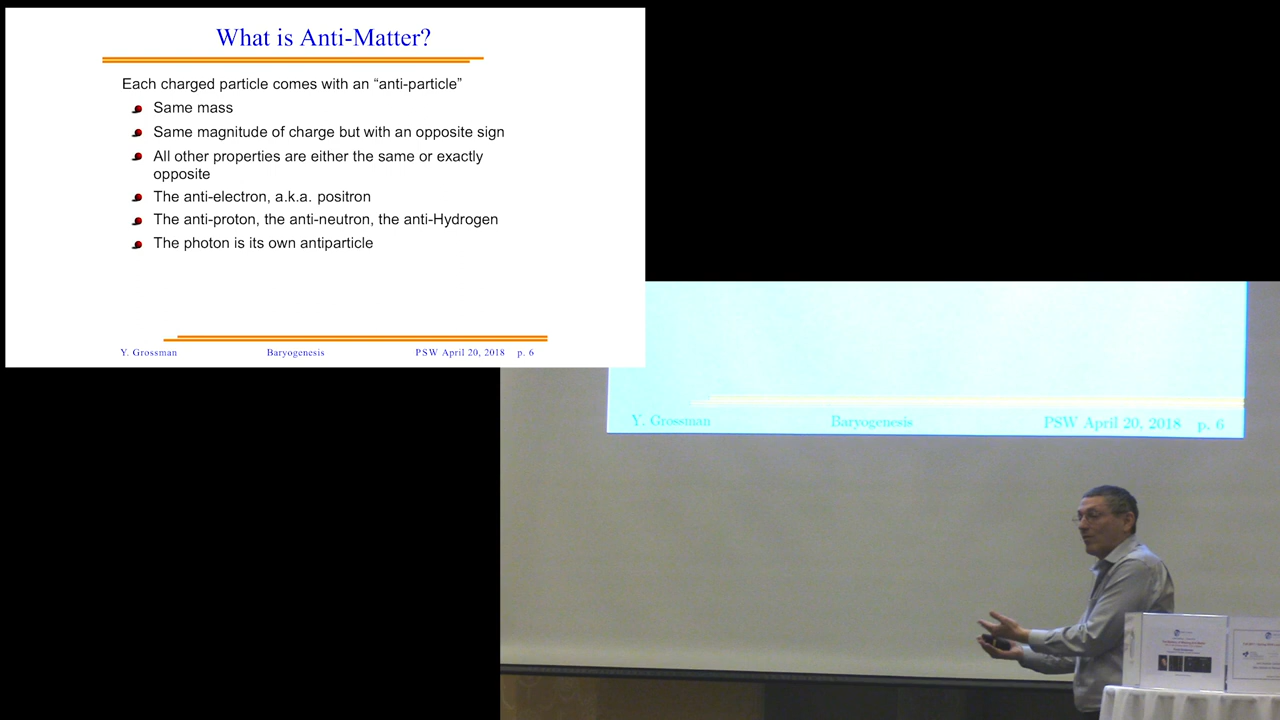 What is Anti-Matter?
Each charged particle comes with an “anti-particle”
Same mass
Same magnitude of charge but with an opposite sign
All other properties are either the same or exactly
opposite
The anti-electron, a.k.a. positron
The anti-proton, the anti-neutron, the anti-Hydrogen
The photon is its own antiparticle
Y. Grossman Baryogenesis PSW April 20, 2018 p. 6
Y. Grossman Baryogenesis PSW April 20, 2018 p. 6